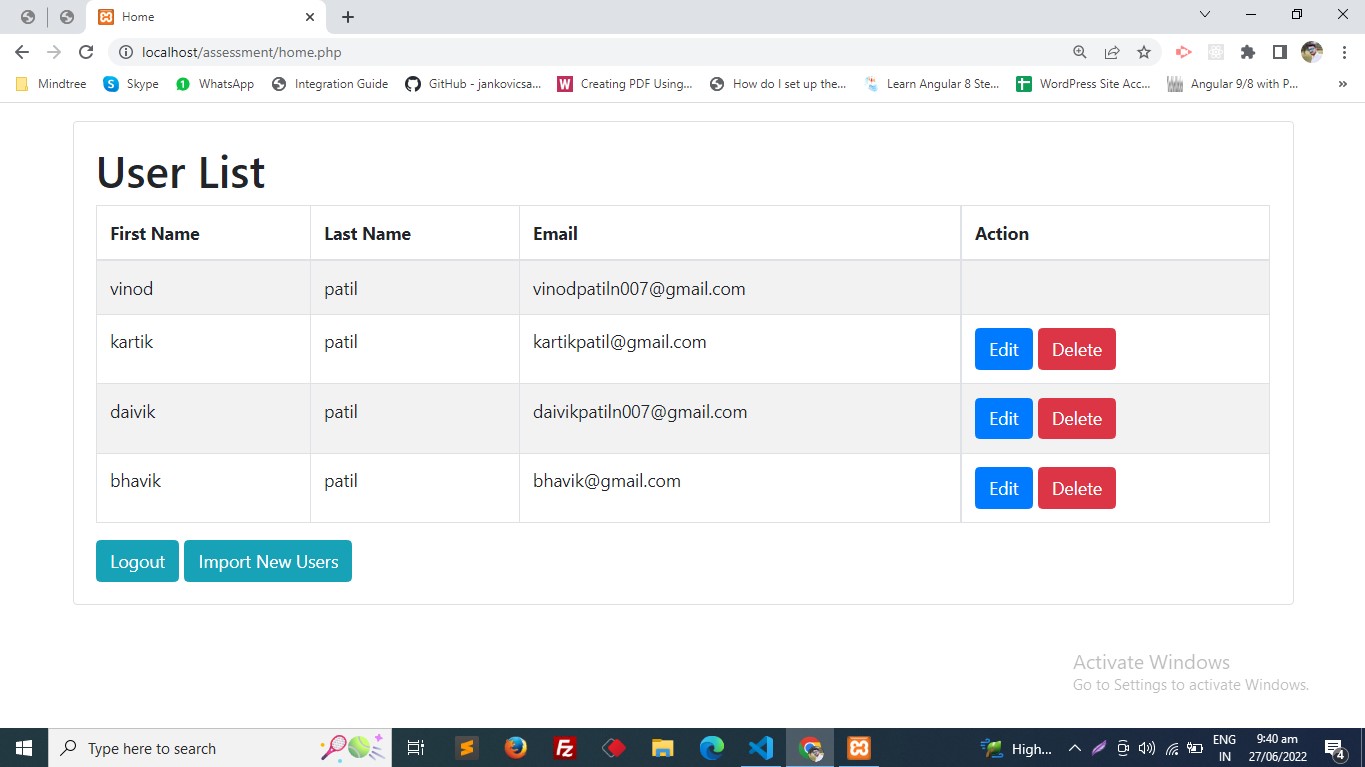 Home
localhost/assessment/home.php
Mindtree Skype WhatsApp Integration Guide GitHub - jankovicsa... Creating PDF Using... How do I set up the... Learn Angular 8 Ste... WordPress Site Acc... Angular 9/8 with P... »
User List
First Name Last Name Email Action
vinod patil vinodpatiln007@gmail.com
kartik patil kartikpatil@gmail.com Edit Delete
daivik patil daivikpatiln007@gmail.com Edit Delete
bhavik patil bhavik@gmail.com Edit Delete
Logout Import New Users
Activate Windows
Go to Settings to activate Windows.
Type here to search High... ENG 9:40 am
IN 27/06/2022 4